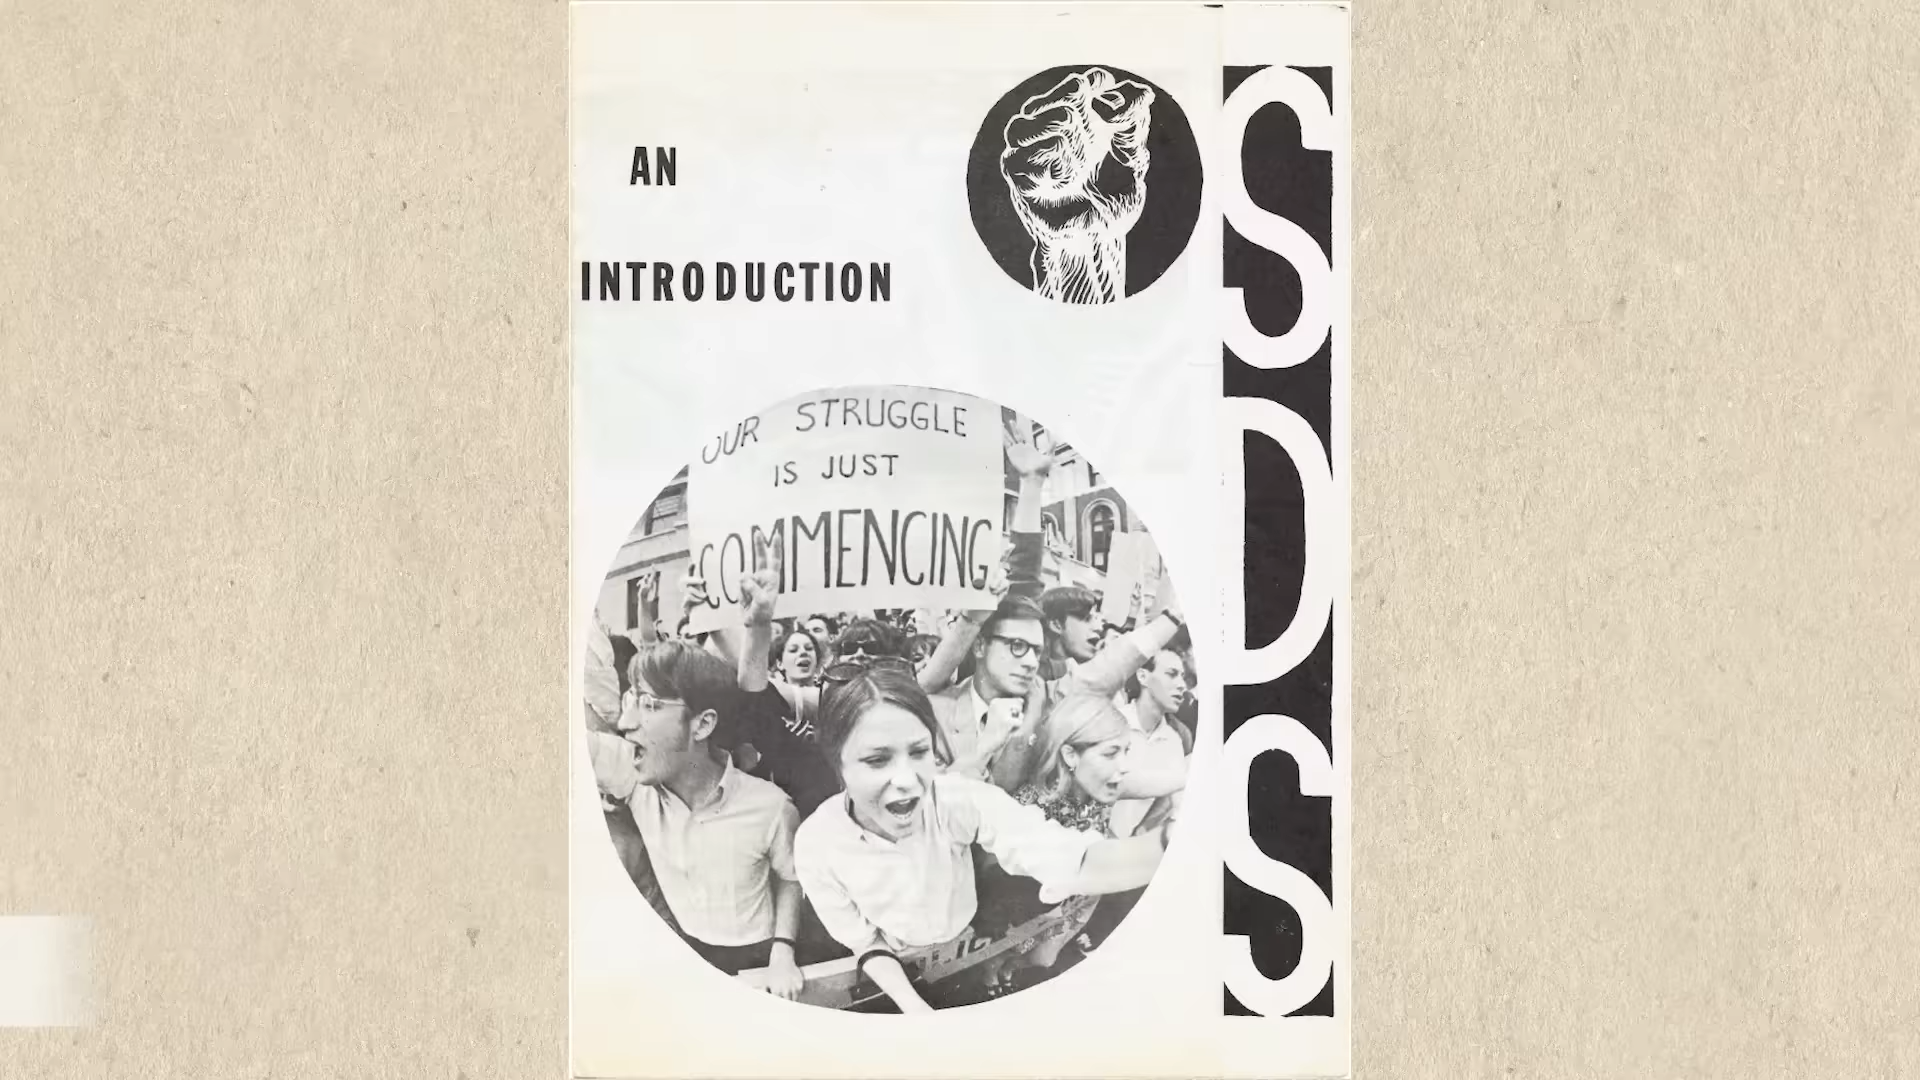 AN
INTRODUCTION
SDS
OUR STRUGGLE
IS JUST
COMMENCING